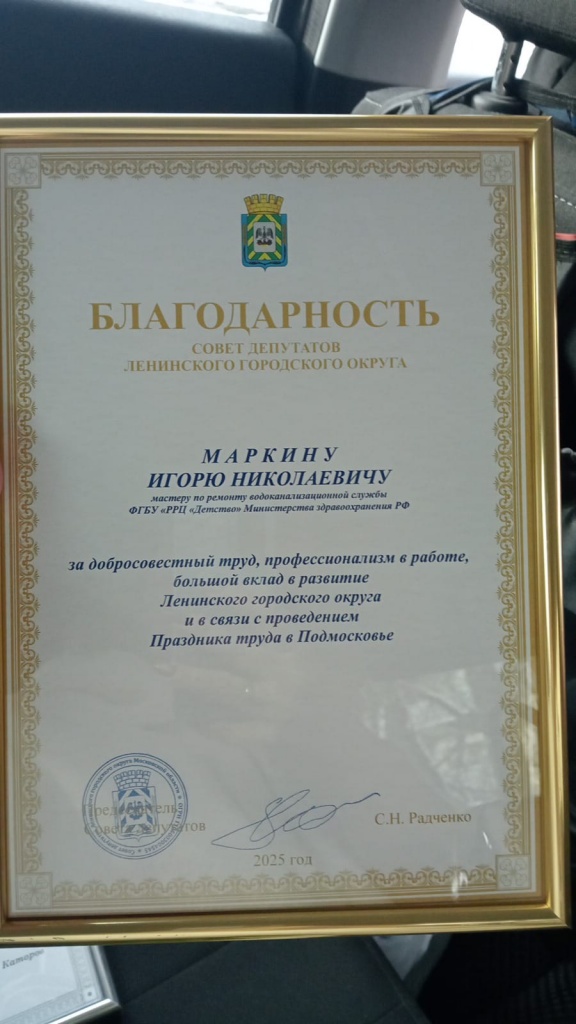 БЛАГОДАРНОСТЬ
СОВЕТ ДЕПУТАТОВ
ЛЕНИНСКОГО ГОРОДСКОГО ОКРУГА
МАРКИНУ
ИГОРЮ НИКОЛАЕВИЧУ
мастеру по ремонту водоканализационной службы
ФГБУ «РРЦ «Детство» Министерства здравоохранения РФ
за добросовестный труд, профессионализм в работе,
большой вклад в развитие
Ленинского городского округа
и в связи с проведением
Праздника труда в Подмосковье
Председатель
Совета депутатов
С.Н. Радченко
2025 год